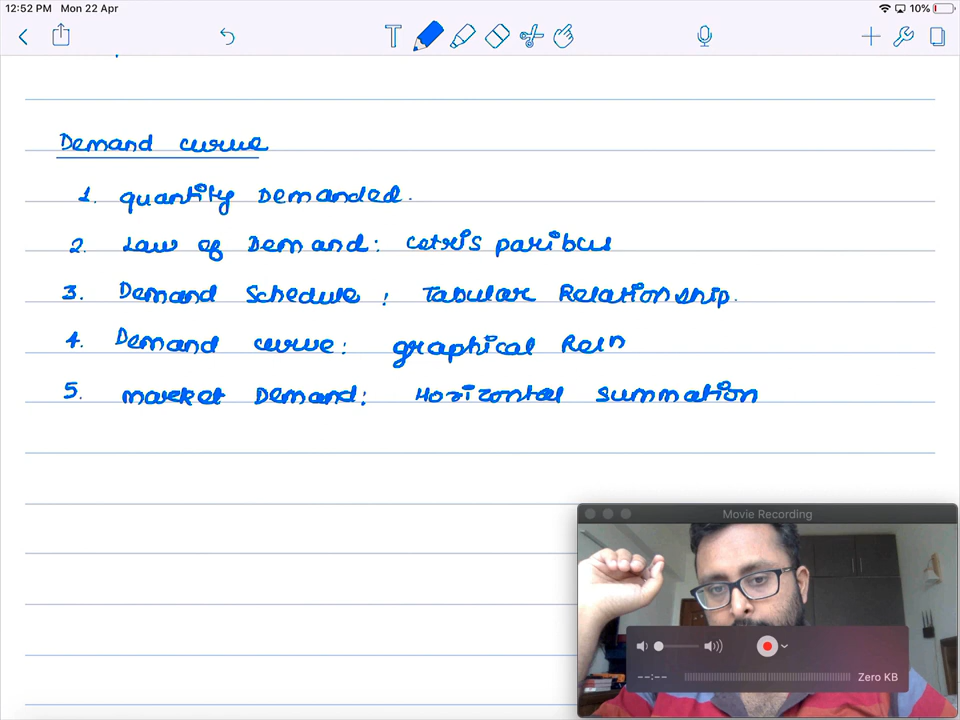 12:52 PM Mon 22 Apr 10%
T
Demand curve
1. quantity Demanded.
2. Law of Demand: cetris paribus
3. Demand Schedule: Tabular Relationship.
4. Demand curve: graphical Reln
5. market Demand: Horizontal summation
Movie Recording
--:-- Zero KB